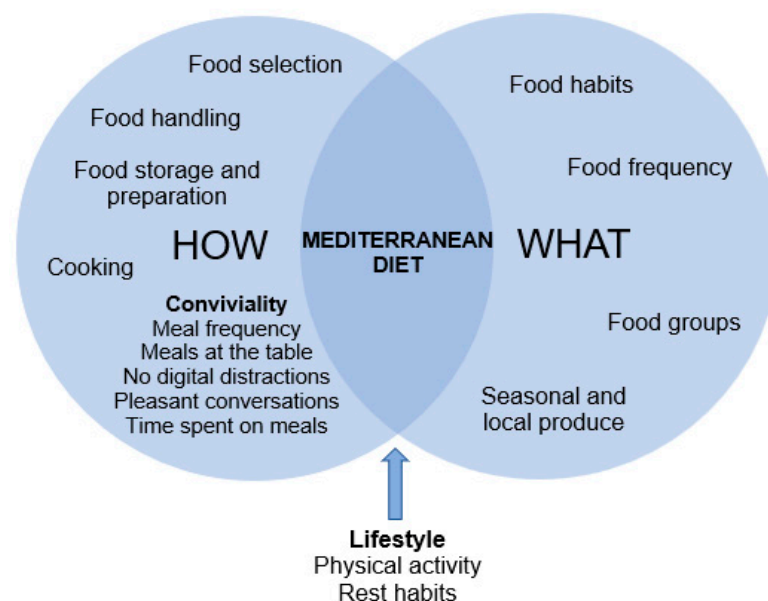 Food selection
Food handling
Food storage and
preparation
HOW
Cooking
Conviviality
Meal frequency
Meals at the table
No digital distractions
Pleasant conversations
Time spent on meals
MEDITERRANEAN
DIET
Food habits
Food frequency
WHAT
Food groups
Seasonal and
local produce
Lifestyle
Physical activity
Rest habits